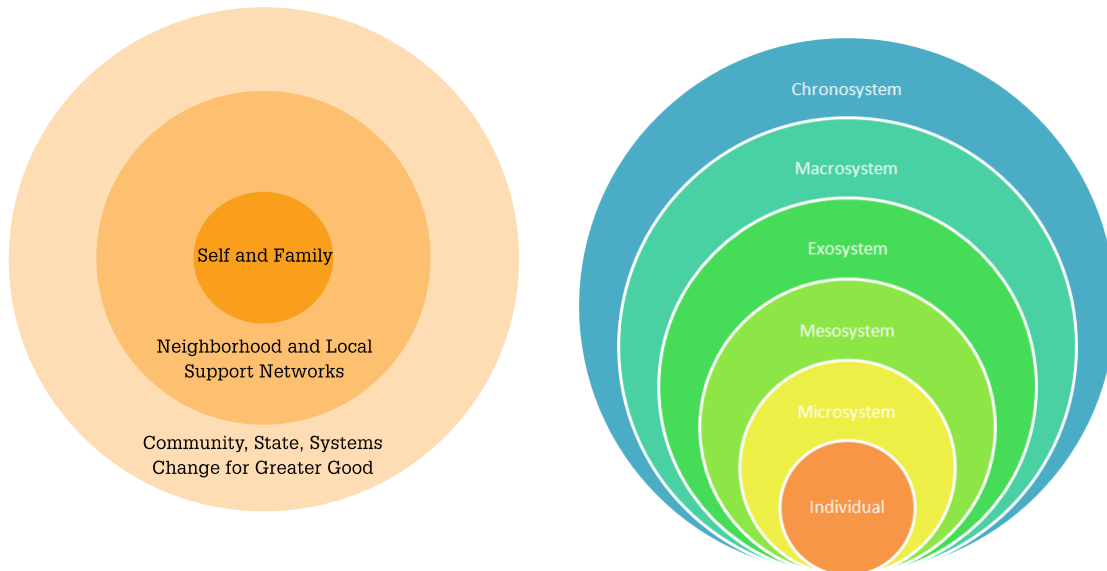 Self and Family
Neighborhood and Local
Support Networks
Community, State, Systems
Change for Greater Good
Chronosystem
Macrosystem
Exosystem
Mesosystem
Microsystem
Individual